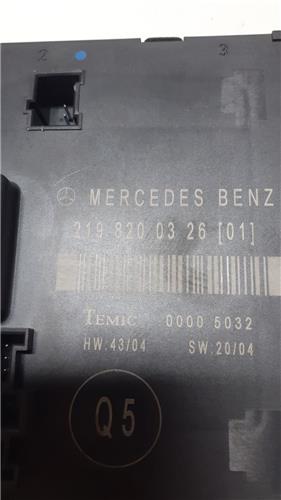 2 3
MERCEDES BENZ
219 820 03 26 [01]
TEMIC 0000 5032
HW:43/04 SW:20/04
Q5